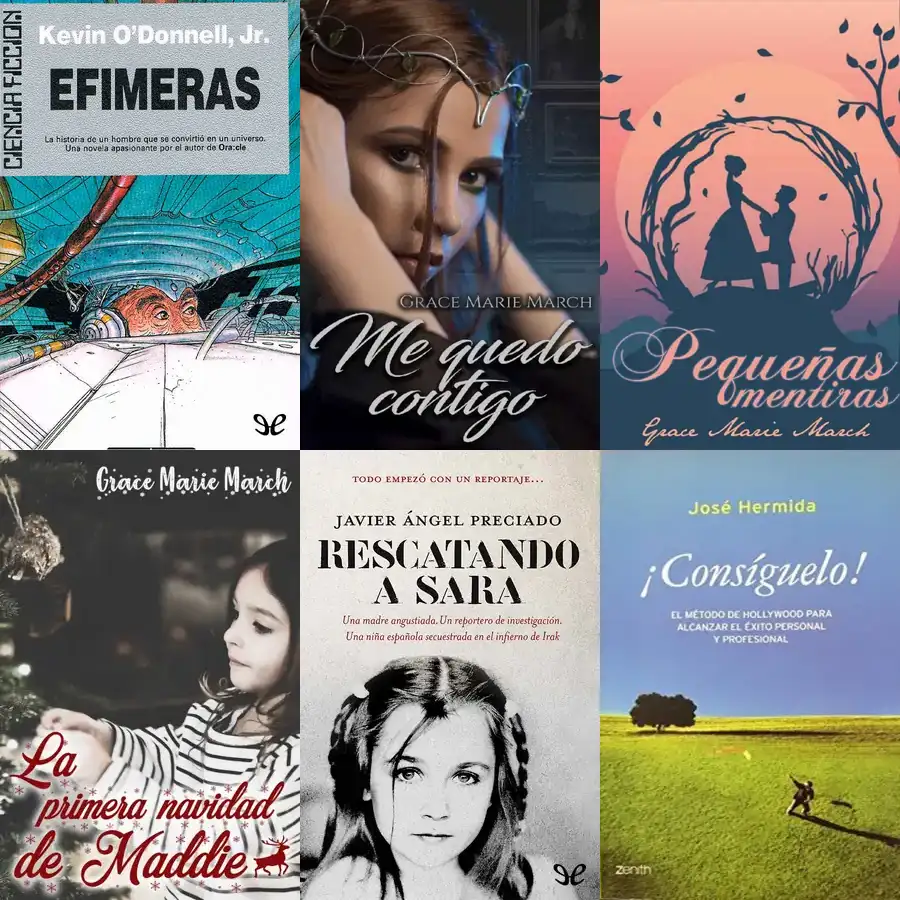 CIENCIA FICCION
Kevin O'Donnell, Jr.
EFIMERAS
La historia de un hombre que se convirtió en un universo.
Una novela apasionante por el autor de Ora:cle
GRACE MARIE MARCH
Me quedo
contigo
Pequeñas
mentiras
Grace Marie March
Grace Marie March
La
primera navidad
de Maddie
TODO EMPEZÓ CON UN REPORTAJE...
JAVIER ÁNGEL PRECIADO
RESCATANDO
A SARA
Una madre angustiada. Un reportero de investigación.
Una niña española secuestrada en el infierno de Irak
José Hermida
¡Consíguelo!
EL MÉTODO DE HOLLYWOOD PARA
ALCANZAR EL ÉXITO PERSONAL
Y PROFESIONAL
zenith